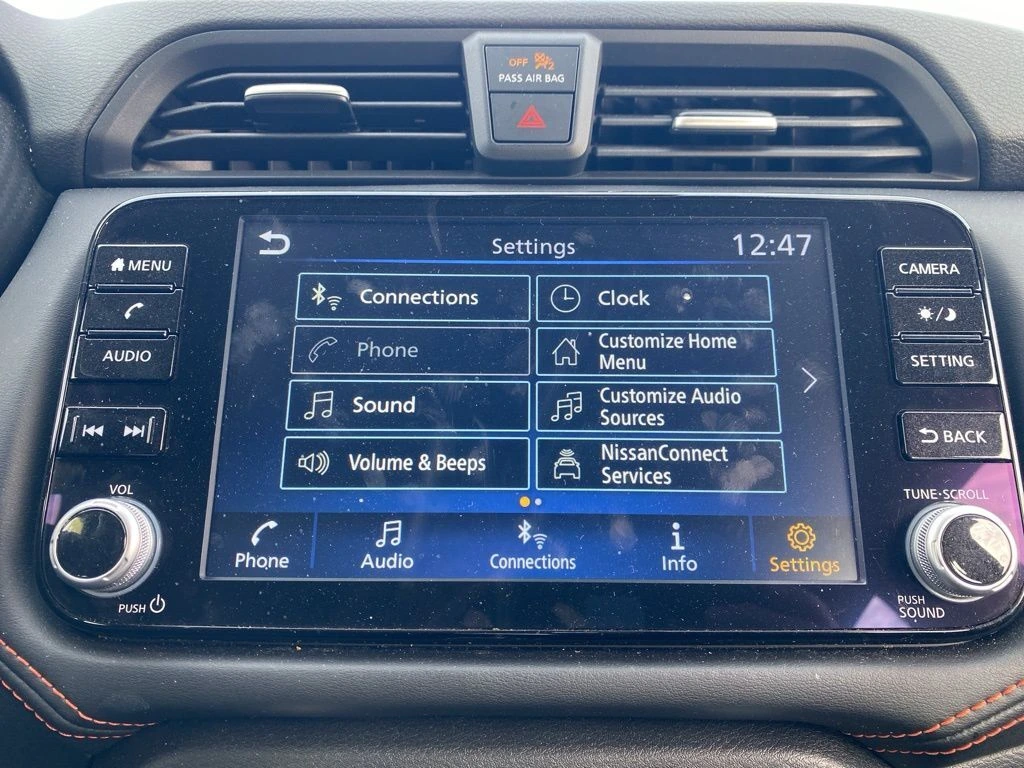 OFF 2
PASS AIR BAG
MENU
AUDIO
VOL
PUSH
Settings
12:47
Connections
Clock
Phone
Customize Home
Menu
Sound
Customize Audio
Sources
Volume & Beeps
NissanConnect
Services
Phone
Audio
Connections
Info
Settings
CAMERA
SETTING
BACK
TUNE·SCROLL
PUSH
SOUND